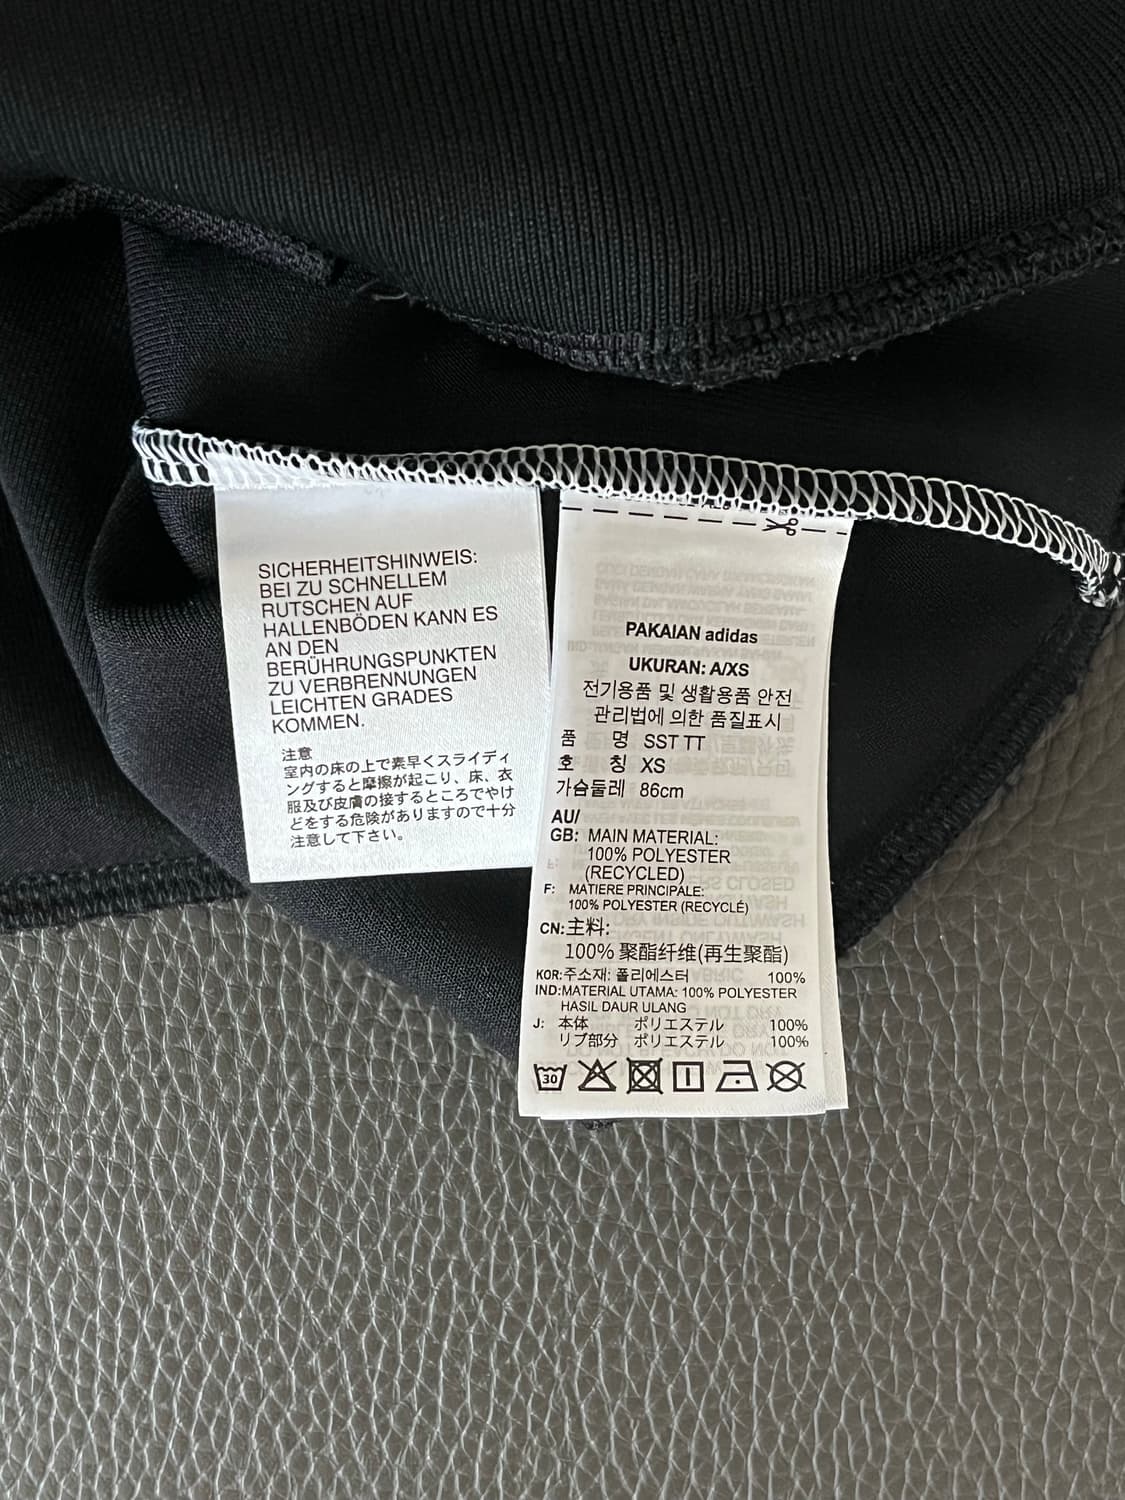 SICHERHEITSHINWEIS:
BEI ZU SCHNELLEM
RUTSCHEN AUF
HALLENBÖDEN KANN ES
AN DEN
BERÜHRUNGSPUNKTEN
ZU VERBRENNUNGEN
LEICHTEN GRADES
KOMMEN.
注意
室内の床の上で素早くスライディ
ングすると摩擦が起こり、床、衣
服及び皮膚の接するところでやけ
どをする危険がありますので十分
注意して下さい。
PAKAIAN adidas
UKURAN: A/XS
전기용품 및 생활용품 안전
관리법에 의한 품질표시
품 명 SST TT
호 칭 XS
가슴둘레 86cm
AU/
GB: MAIN MATERIAL:
100% POLYESTER
(RECYCLED)
F: MATIERE PRINCIPALE:
100% POLYESTER (RECYCLÉ)
CN:主料:
100% 聚酯纤维(再生聚酯)
KOR:주소재: 폴리에스터 100%
IND:MATERIAL UTAMA: 100% POLYESTER
HASIL DAUR ULANG
J: 本体 ポリエステル 100%
リブ部分 ポリエステル 100%
30